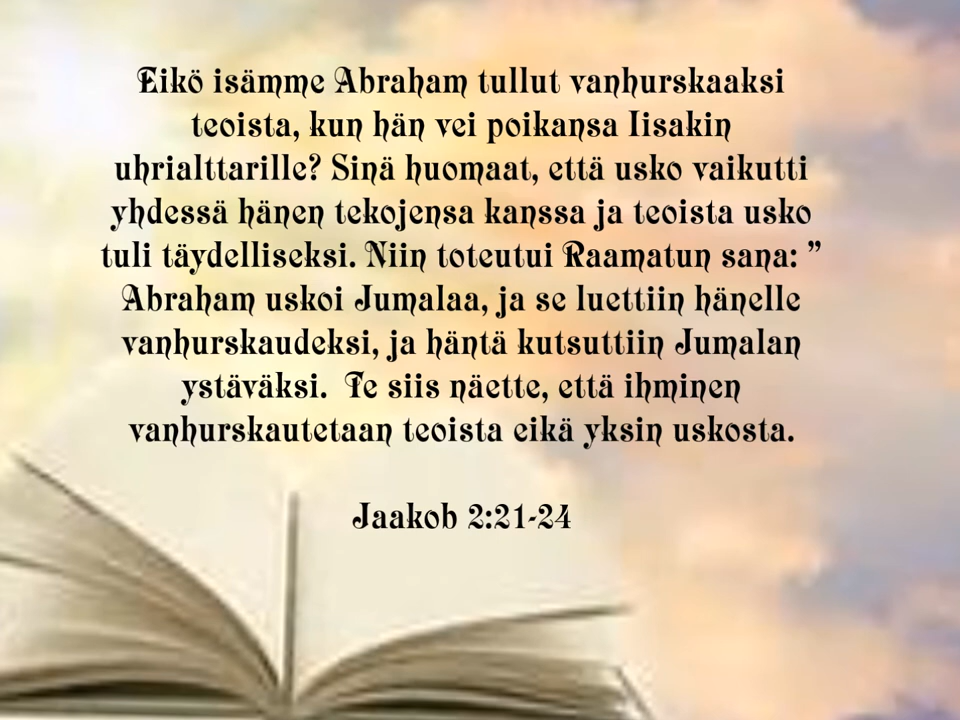 Eikö isämme Abraham tullut vanhurskaaksi
teoista, kun hän vei poikansa Iisakin
uhrialttarille? Sinä huomaat, että usko vaikutti
yhdessä hänen tekojensa kanssa ja teoista usko
tuli täydelliseksi. Niin toteutui Raamatun sana: ”
Abraham uskoi Jumalaa, ja se luettiin hänelle
vanhurskaudeksi, ja häntä kutsuttiin Jumalan
ystäväksi.  Te siis näette, että ihminen
vanhurskautetaan teoista eikä yksin uskosta.

Jaakob 2:21-24